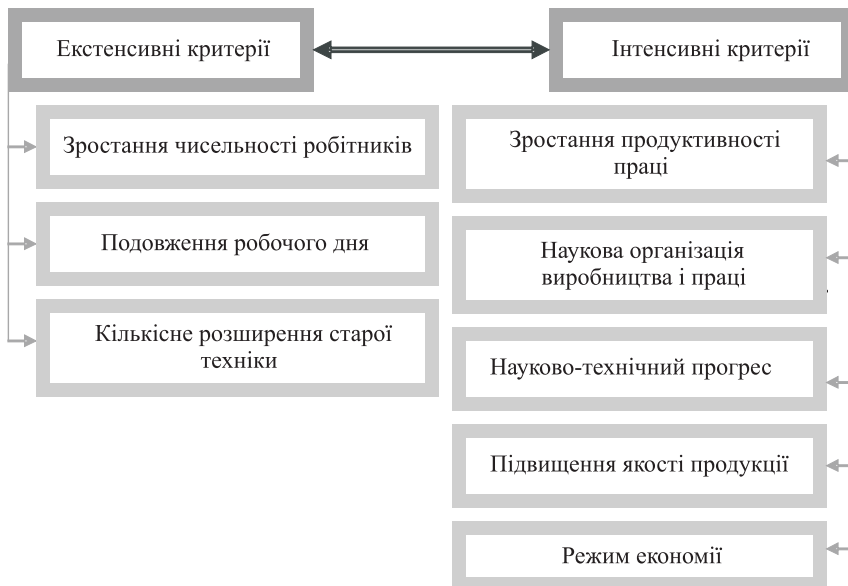 Екстенсивні критерії
Інтенсивні критерії
Зростання чисельності робітників
Подовження робочого дня
Кількісне розширення старої
техніки
Зростання продуктивності
праці
Наукова організація
виробництва і праці
Науково-технічний прогрес
Підвищення якості продукції
Режим економії